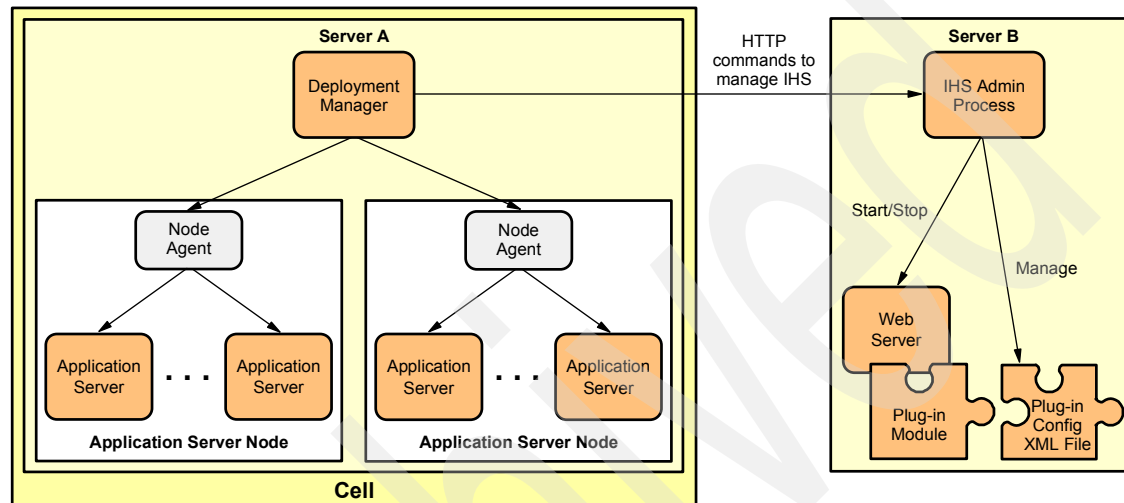 Server A
Deployment
Manager
HTTP
commands to
manage IHS
Server B
IHS Admin
Process
Node
Agent
Node
Agent
Start/Stop
Manage
Application
Server
. . .
Application
Server
Application
Server
. . .
Application
Server
Web
Server
Plug-in
Module
Plug-in
Config
XML File
Application Server Node
Application Server Node
Cell